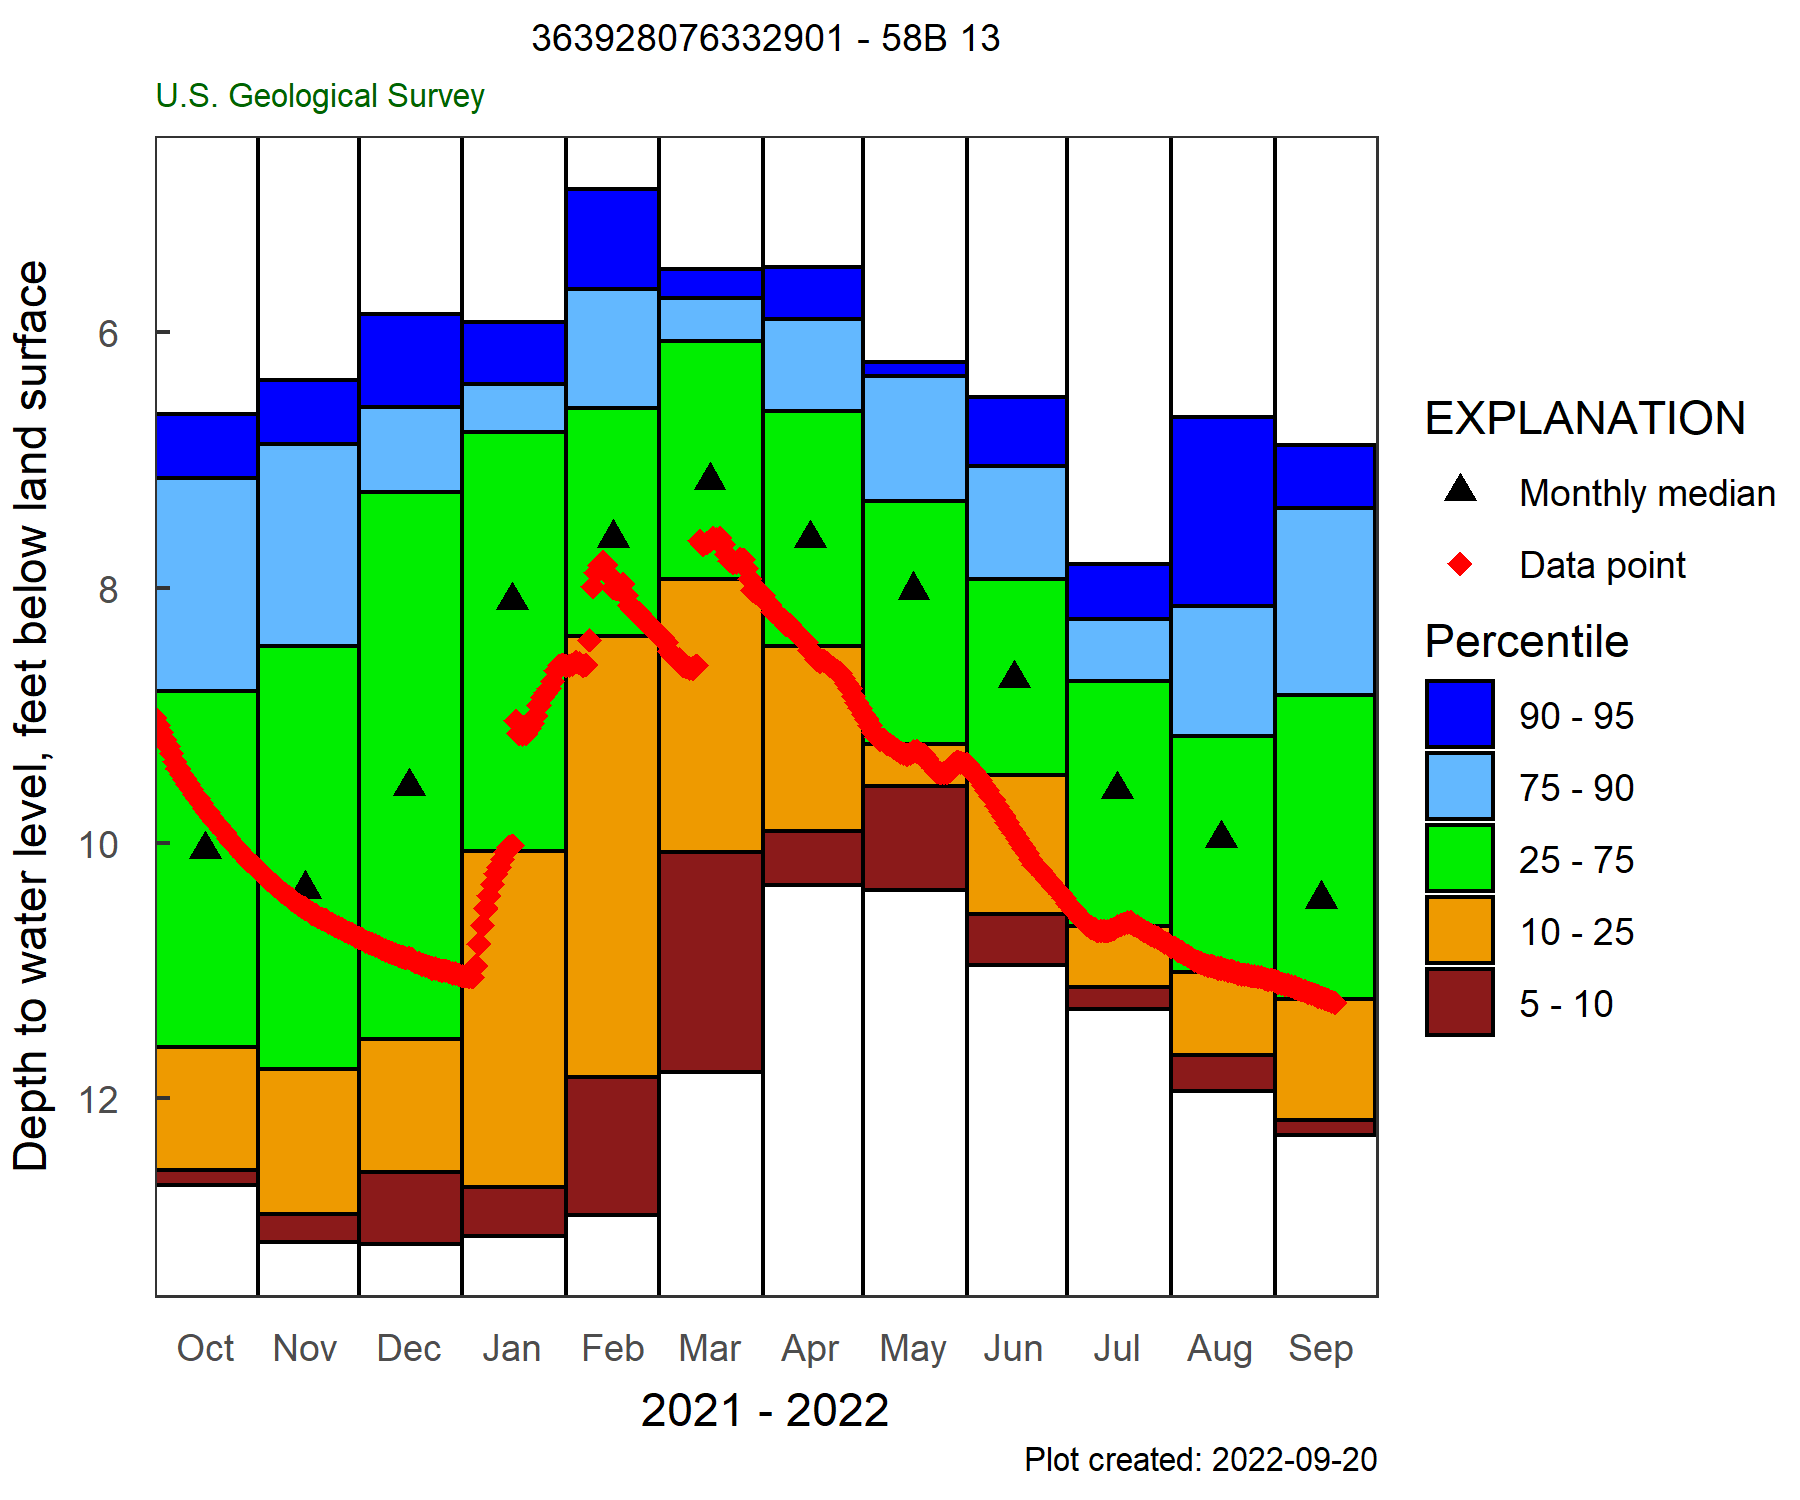 363928076332901 - 58B 13
U.S. Geological Survey
Depth to water level, feet below land surface
6
8
10
12
Oct Nov Dec Jan Feb Mar Apr May Jun Jul Aug Sep
2021 - 2022
Plot created: 2022-09-20
EXPLANATION
Monthly median
Data point
Percentile
90 - 95
75 - 90
25 - 75
10 - 25
5 - 10